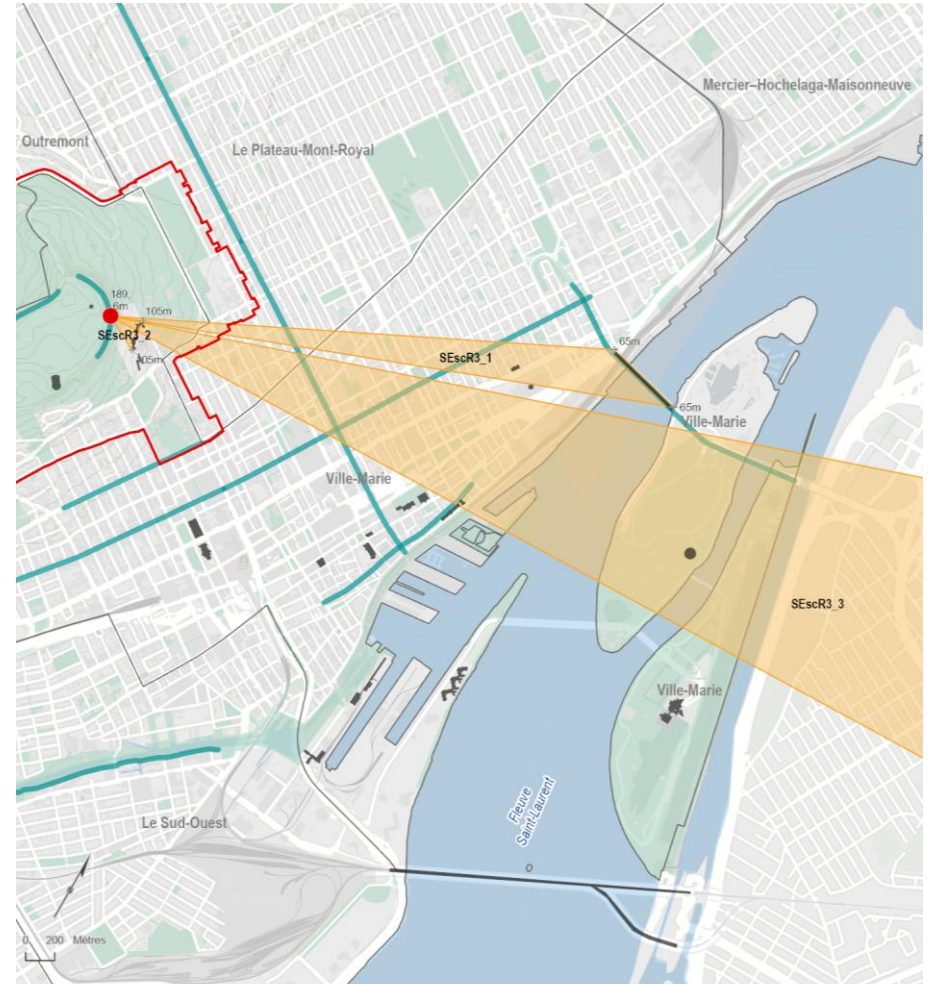 Mercier–Hochelaga-Maisonneuve
Outremont
Le Plateau-Mont-Royal
189,
6m
105m
SEscR3_2
105m
65m
SEscR3_1
65m
Ville-Marie
Ville-Marie
SEscR3_3
Ville-Marie
Fleuve
Saint-Laurent
Le Sud-Ouest
0 200 Mètres